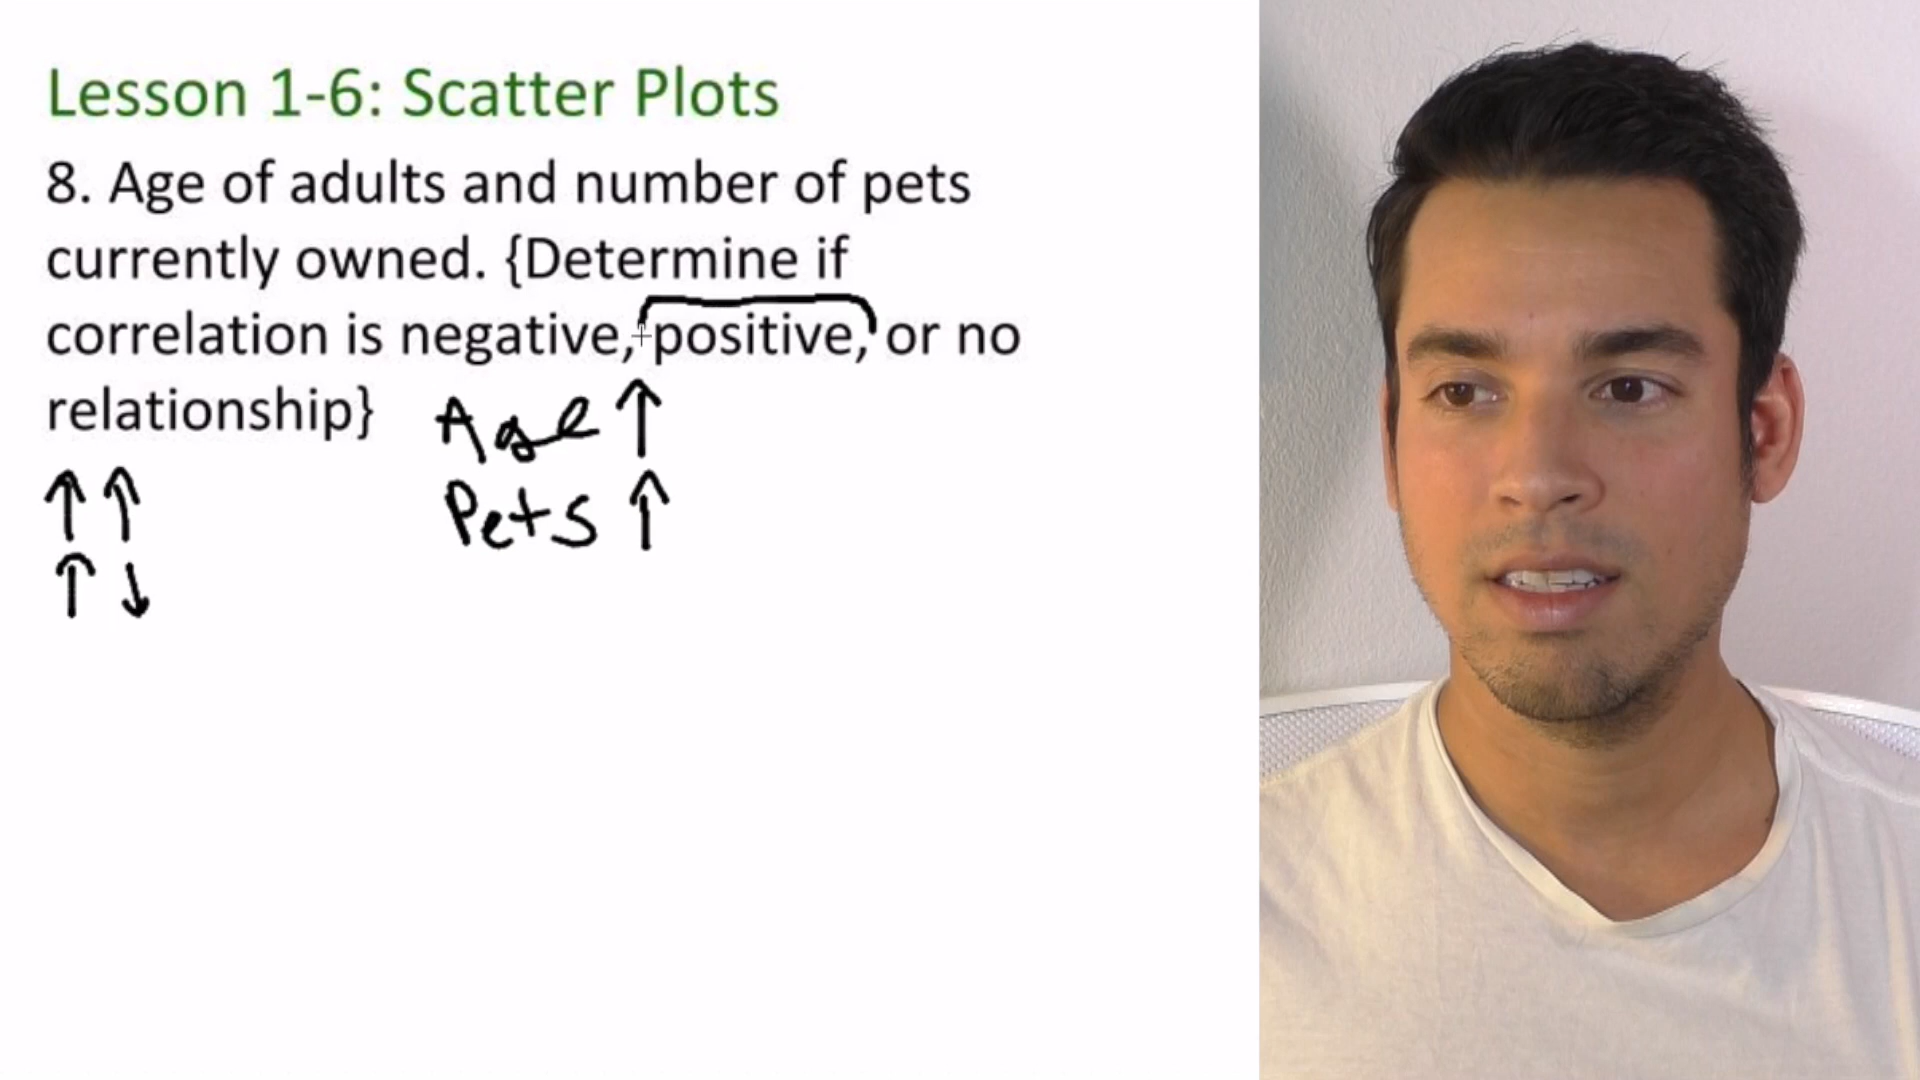 Lesson 1-6: Scatter Plots
8. Age of adults and number of pets
currently owned. {Determine if
correlation is negative, positive, or no
relationship}
Age ↑
↑ ↑
Pets ↑
↑ ↓